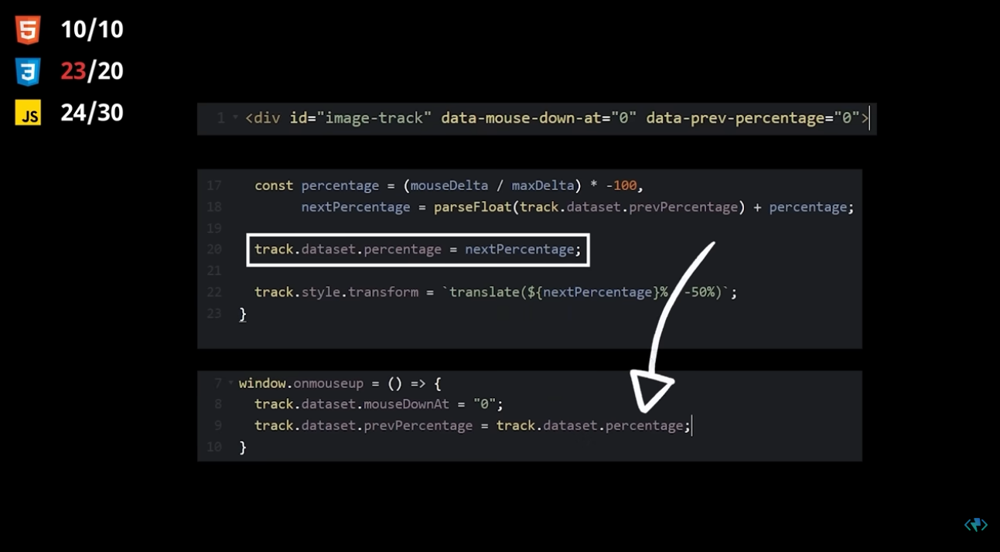 10/10
23/20
JS 24/30
1 <div id="image-track" data-mouse-down-at="0" data-prev-percentage="0">
17 const percentage = (mouseDelta / maxDelta) * -100,
18 nextPercentage = parseFloat(track.dataset.prevPercentage) + percentage;
19
20 track.dataset.percentage = nextPercentage;
21
22 track.style.transform = `translate(${nextPercentage}% -50%)`;
23 }
7 window.onmouseup = () => {
8 track.dataset.mouseDownAt = "0";
9 track.dataset.prevPercentage = track.dataset.percentage;
10 }